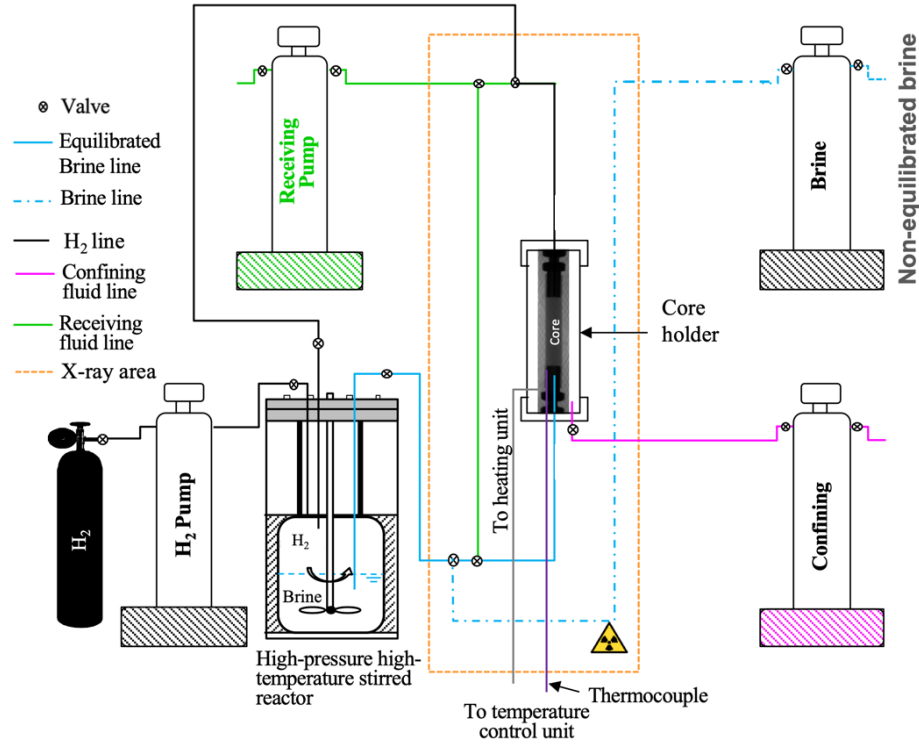 Valve
Equilibrated
Brine line
Brine line
H₂ line
Confining
fluid line
Receiving
fluid line
X-ray area
Receiving
Pump
Brine
Non-equilibrated brine
Core
Core
holder
To heating unit
H₂
H₂ Pump
H₂
Brine
Confining
High-pressure high-
temperature stirred
reactor
Thermocouple
To temperature
control unit